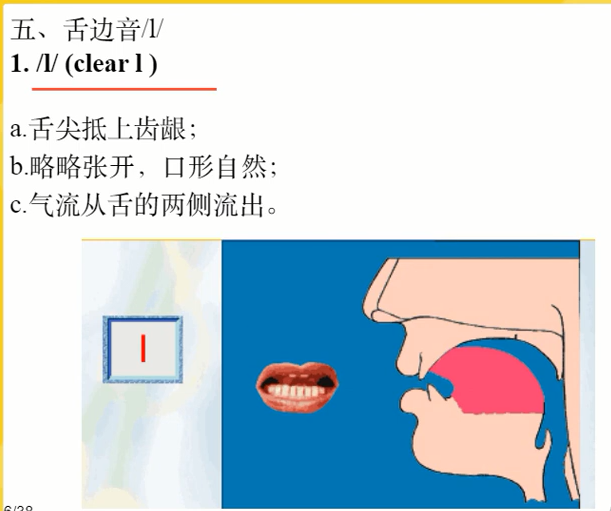 五、舌边音/l/
1. /l/ (clear l )
a.舌尖抵上齿龈；
b.略略张开，口形自然；
c.气流从舌的两侧流出。
l
6/38